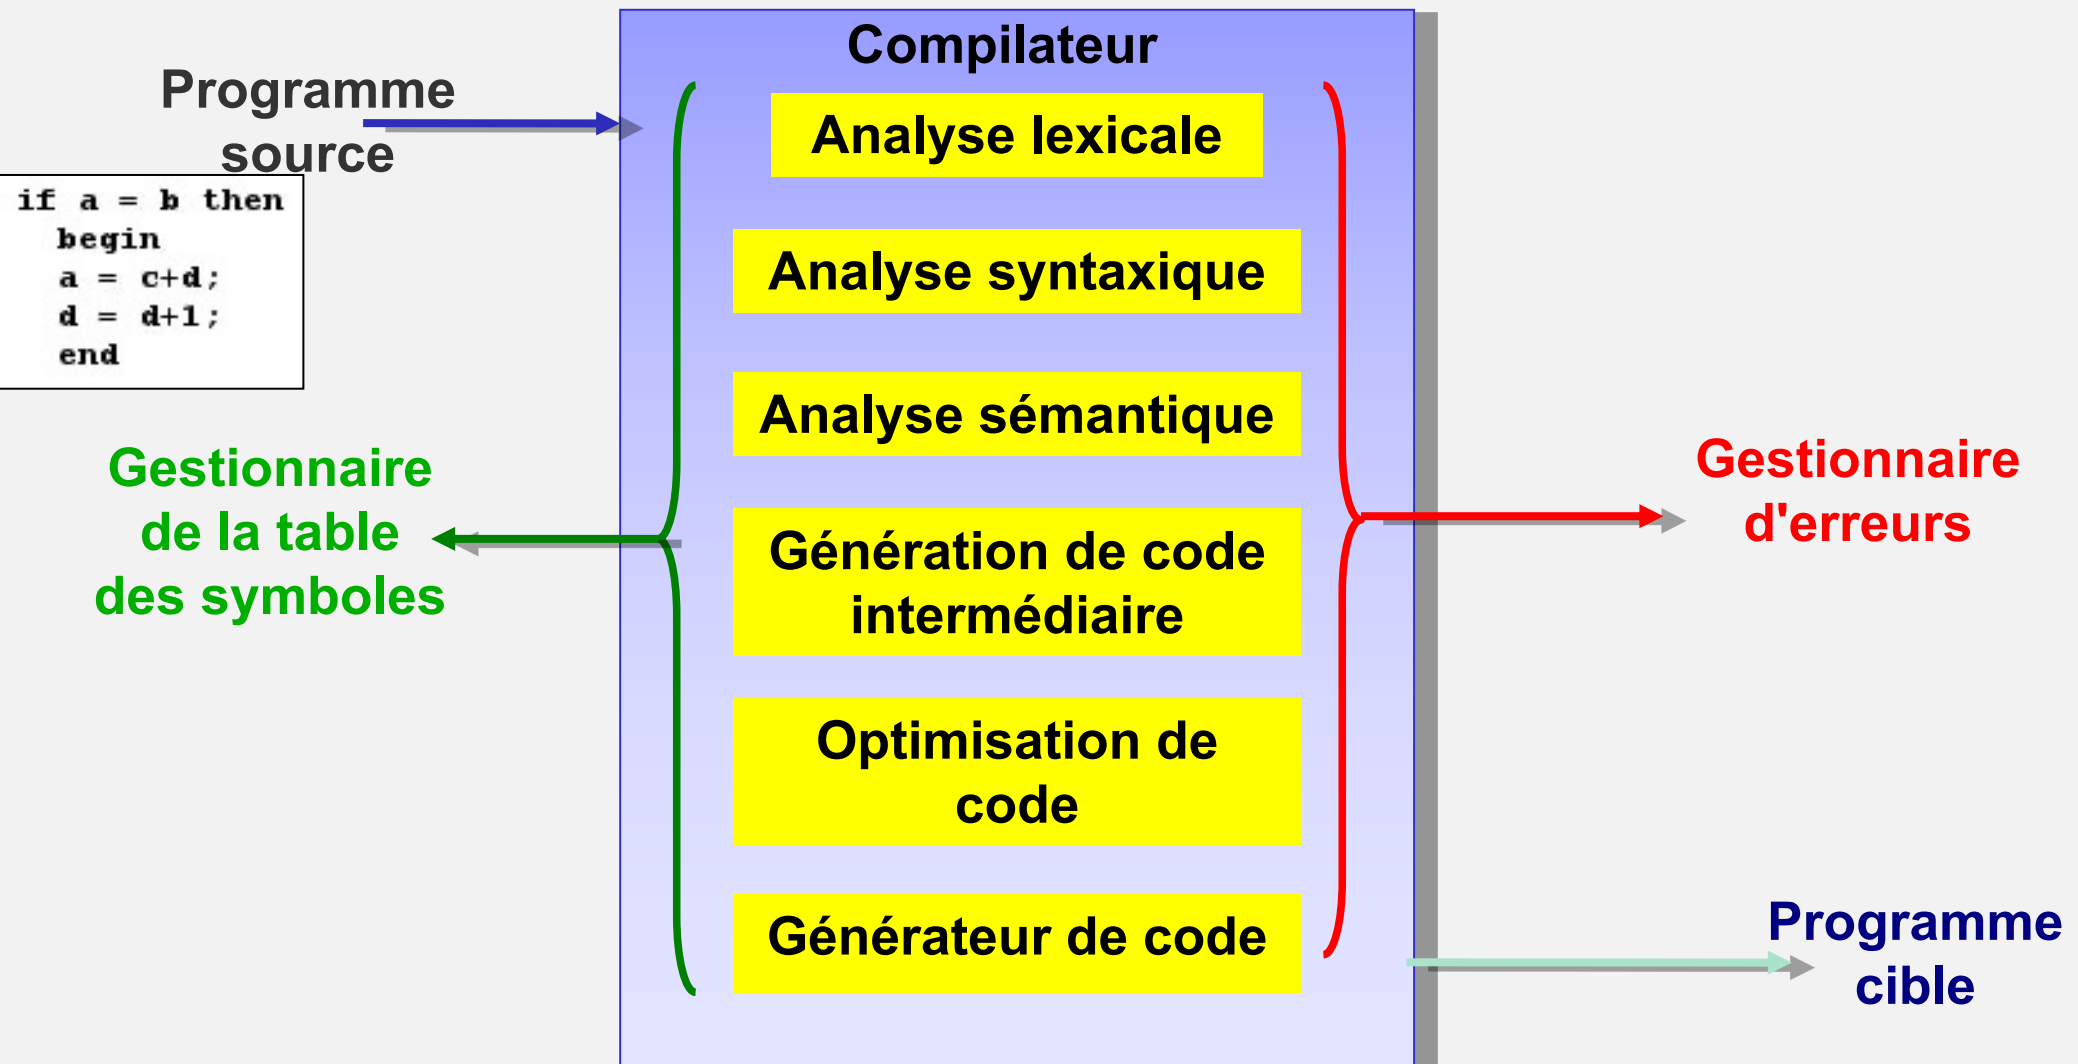 Compilateur
Programme
source
if a = b then
begin
a = c+d;
d = d+1;
end
Analyse lexicale
Analyse syntaxique
Analyse sémantique
Génération de code
intermédiaire
Optimisation de
code
Générateur de code
Gestionnaire
de la table
des symboles
Gestionnaire
d'erreurs
Programme
cible